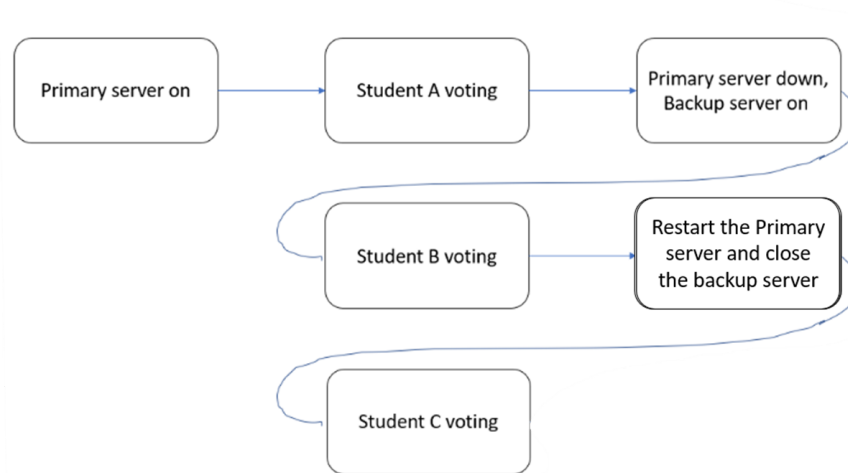 Primary server on
Student A voting
Primary server down,
Backup server on
Student B voting
Restart the Primary
server and close
the backup server
Student C voting